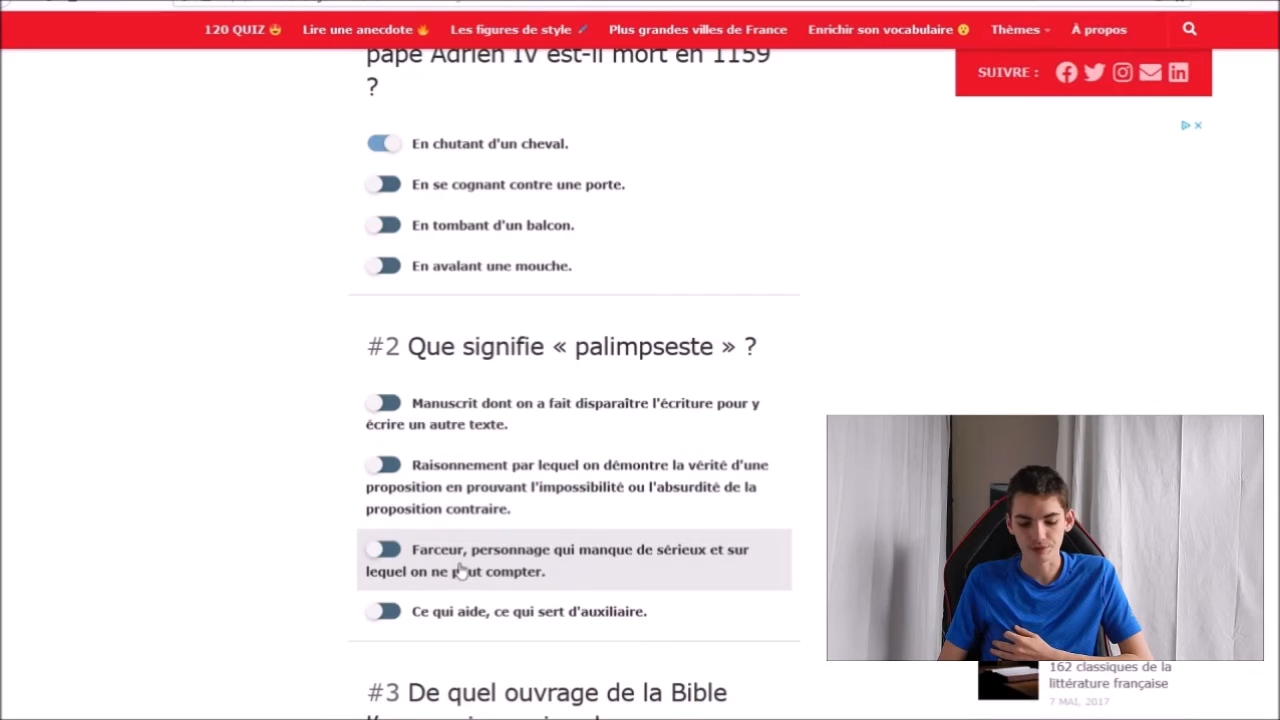 120 QUIZ 😍 Lire une anecdote 🔥 Les figures de style 🖊 Plus grandes villes de France Enrichir son vocabulaire 😮 Thèmes À propos
SUIVRE :
pape Adrien IV est-il mort en 1159
?
En chutant d'un cheval.
En se cognant contre une porte.
En tombant d'un balcon.
En avalant une mouche.
#2 Que signifie « palimpseste » ?
Manuscrit dont on a fait disparaître l'écriture pour y
écrire un autre texte.
Raisonnement par lequel on démontre la vérité d'une
proposition en prouvant l'impossibilité ou l'absurdité de la
proposition contraire.
Farceur, personnage qui manque de sérieux et sur
lequel on ne peut compter.
Ce qui aide, ce qui sert d'auxiliaire.
#3 De quel ouvrage de la Bible
162 classiques de la
littérature française
7 MAI, 2017